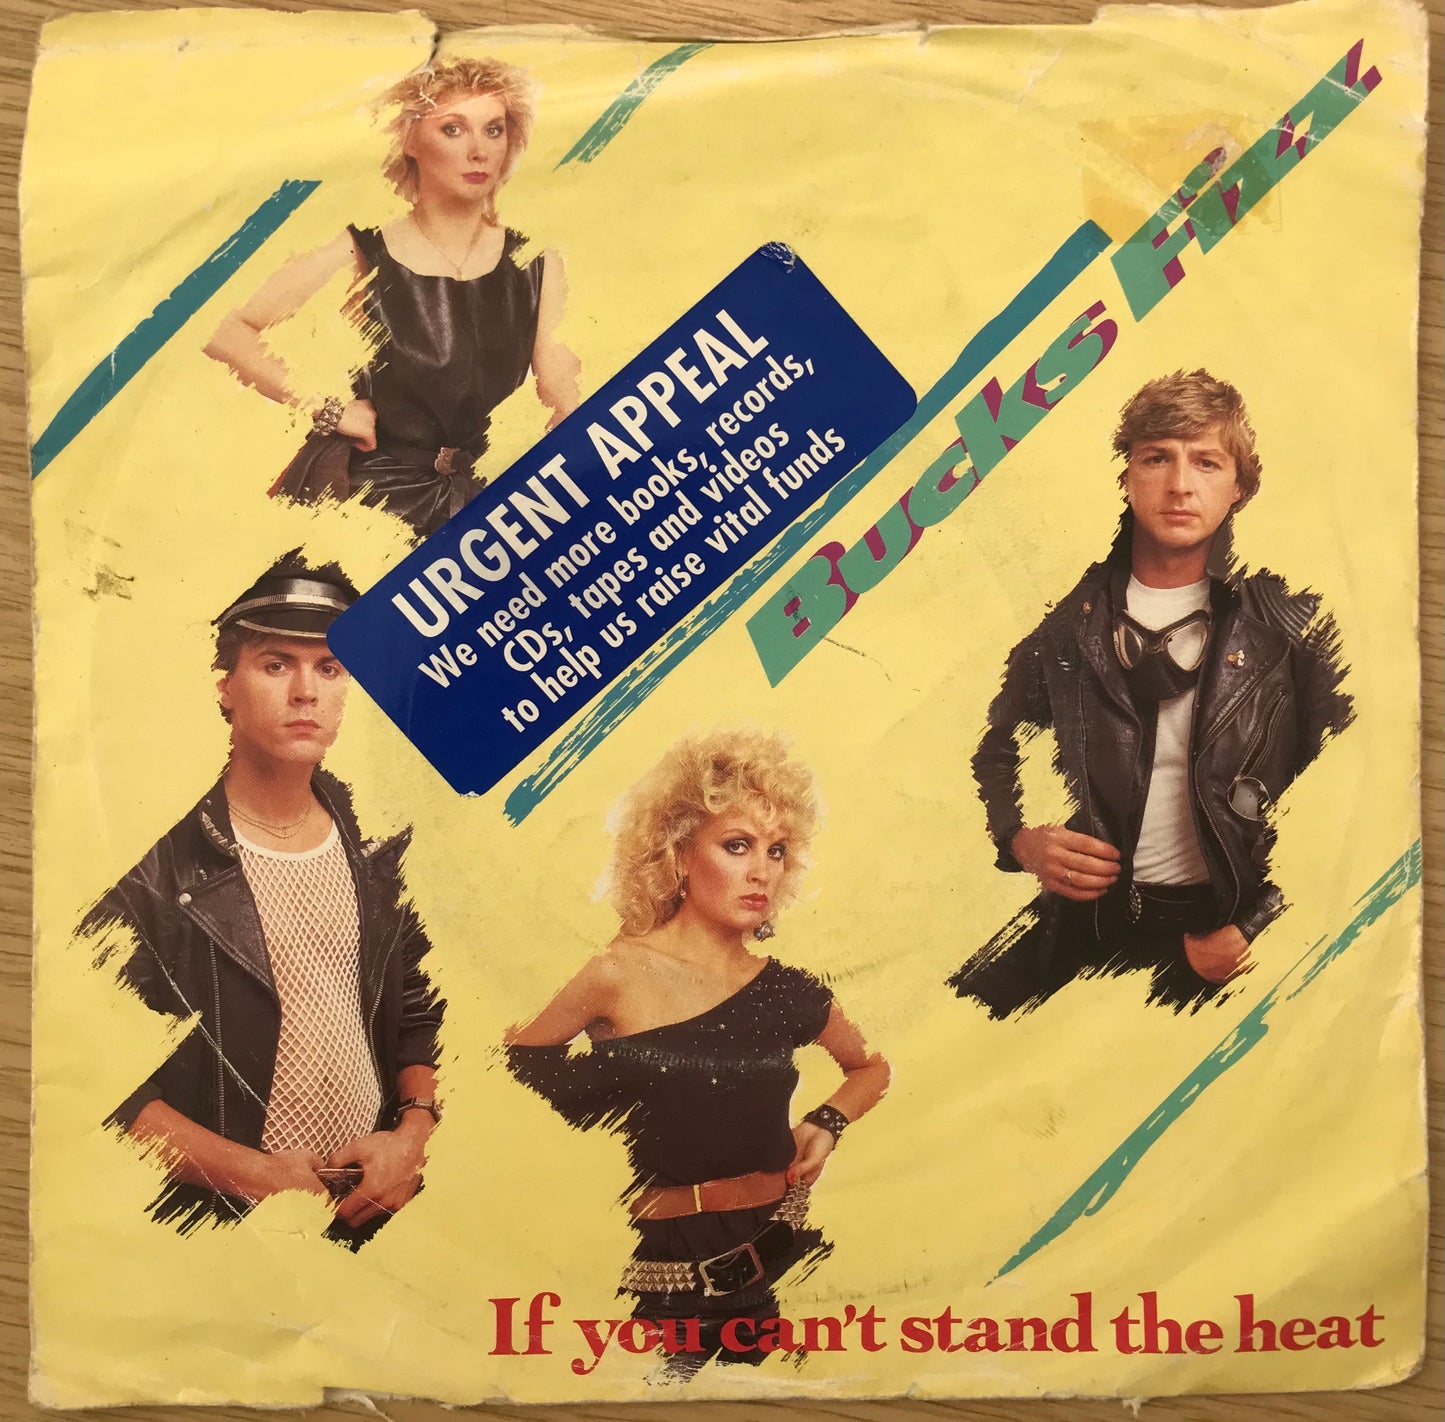 Bucks Fizz
URGENT APPEAL
We need more books, records,
CDs, tapes and videos
to help us raise vital funds
If you can't stand the heat